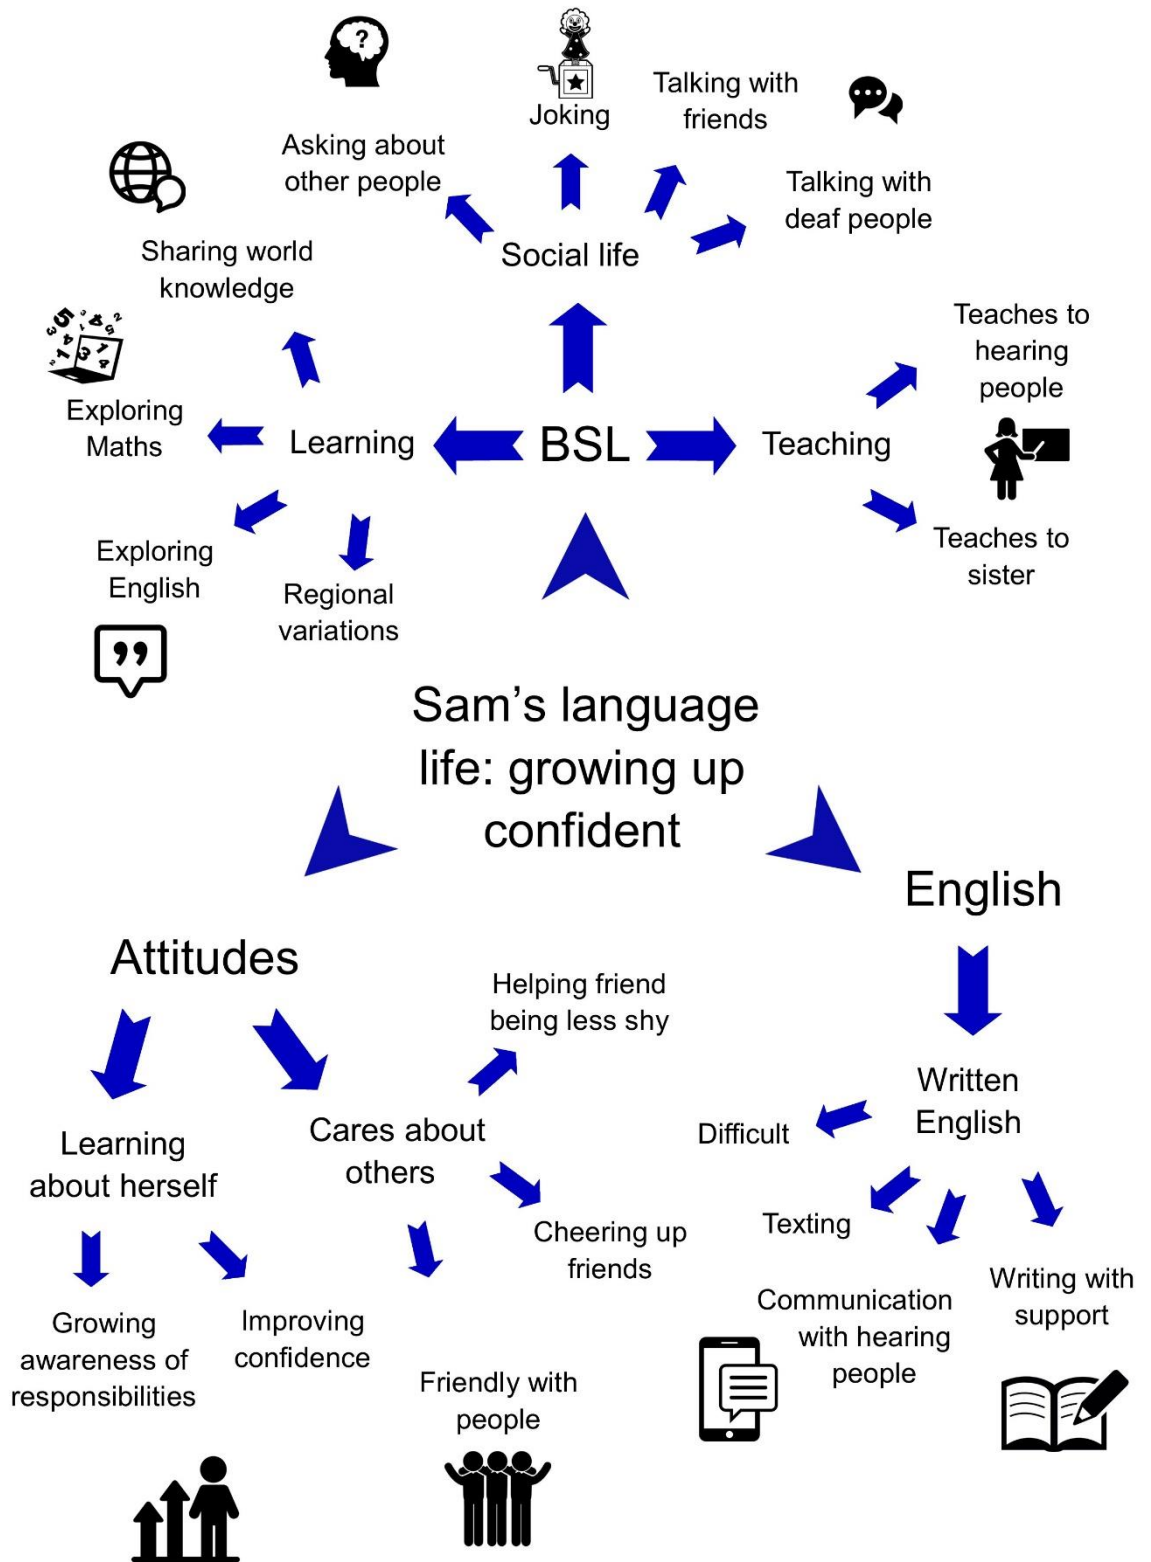 ?
Joking
Talking with
friends
Asking about
other people
Talking with
deaf people
Social life
Sharing world
knowledge
Teaches to
hearing
people
Exploring
Maths
Learning
BSL
Teaching
Teaches to
sister
Exploring
English
Regional
variations
Sam’s language
life: growing up
confident
English
Attitudes
Helping friend
being less shy
Written
English
Difficult
Cares about
others
Learning
about herself
Texting
Cheering up
friends
Writing with
support
Communication
with hearing
people
Growing
awareness of
responsibilities
Improving
confidence
Friendly with
people